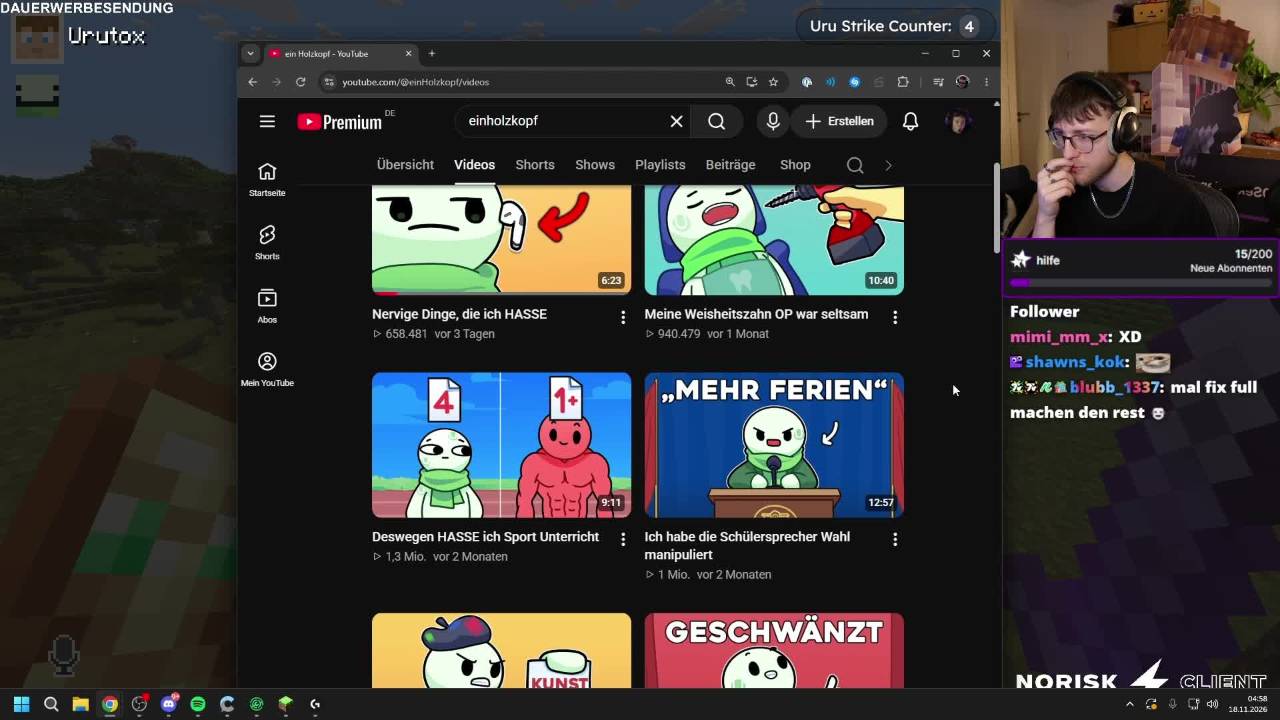 DAUERWERBESENDUNG
Urutox
Uru Strike Counter: 4
ein Holzkopf - YouTube
youtube.com/@einHolzkopf/videos
Premium DE
einholzkopf
Erstellen
Übersicht Videos Shorts Shows Playlists Beiträge Shop
Startseite
Shorts
Abos
Mein YouTube
6:23
10:40
Nervige Dinge, die ich HASSE
658.481 vor 3 Tagen
Meine Weisheitszahn OP war seltsam
940.479 vor 1 Monat
4
1+
9:11
„MEHR FERIEN“
12:57
Deswegen HASSE ich Sport Unterricht
1,3 Mio. vor 2 Monaten
Ich habe die Schülersprecher Wahl
manipuliert
1 Mio. vor 2 Monaten
KUNST
GESCHWÄNZT
hilfe
15/200
Neue Abonnenten
Follower
mimi_mm_x: XD
shawns_kok:
blubb_1337: mal fix full
machen den rest
NORISK CLIENT
04:58
18.11.2026